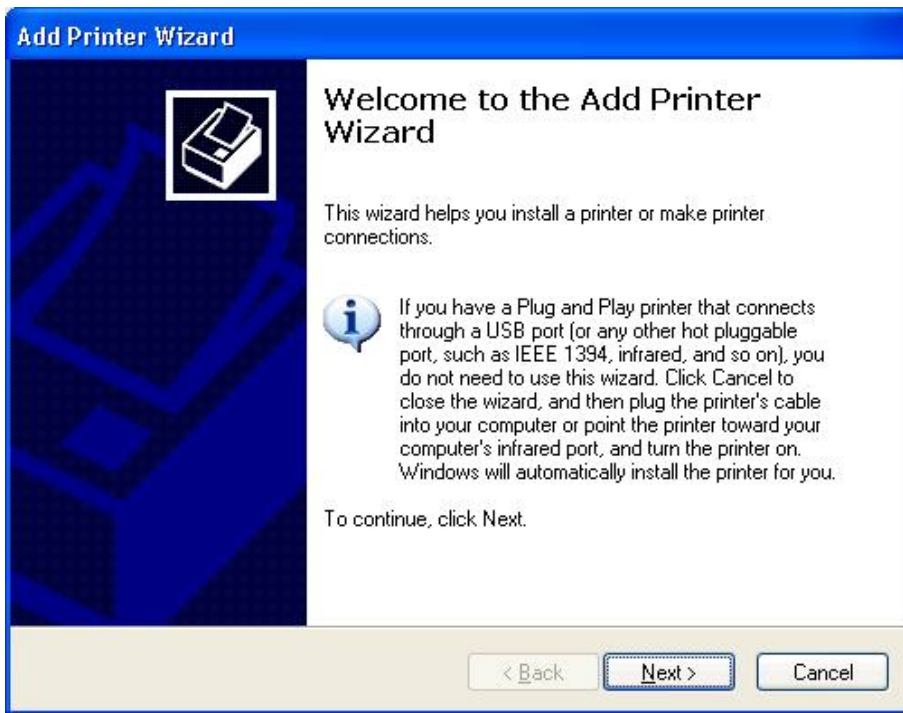 Add Printer Wizard
Welcome to the Add Printer
Wizard
This wizard helps you install a printer or make printer
connections.
If you have a Plug and Play printer that connects
through a USB port (or any other hot pluggable
port, such as IEEE 1394, infrared, and so on), you
do not need to use this wizard. Click Cancel to
close the wizard, and then plug the printer's cable
into your computer or point the printer toward your
computer's infrared port, and turn the printer on.
Windows will automatically install the printer for you.
To continue, click Next.
< Back Next > Cancel